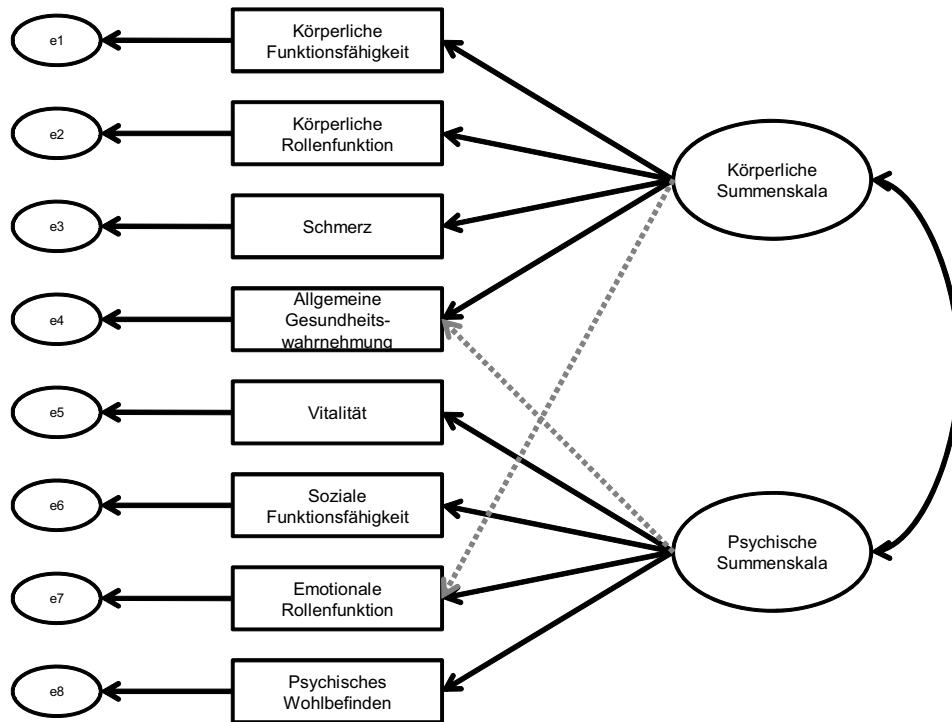 e1
Körperliche
Funktionsfähigkeit
e2
Körperliche
Rollenfunktion
e3
Schmerz
e4
Allgemeine
Gesundheits-
wahrnehmung
e5
Vitalität
e6
Soziale
Funktionsfähigkeit
e7
Emotionale
Rollenfunktion
e8
Psychisches
Wohlbefinden
Körperliche
Summenskala
Psychische
Summenskala